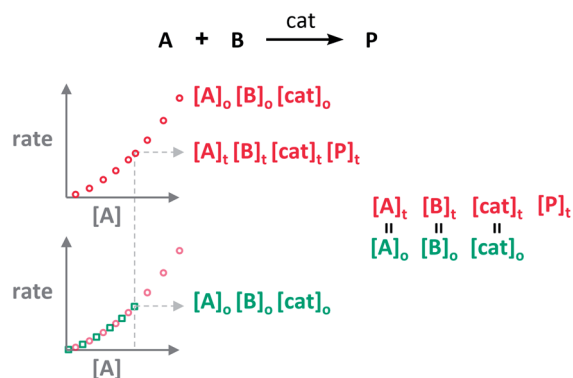 cat
A + B ⟶ P
[A]ₒ [B]ₒ [cat]ₒ
rate
[A]ₜ [B]ₜ [cat]ₜ [P]ₜ
[A]
[A]ₜ [B]ₜ [cat]ₜ [P]ₜ
= = =
[A]ₒ [B]ₒ [cat]ₒ
rate
[A]ₒ [B]ₒ [cat]ₒ
[A]